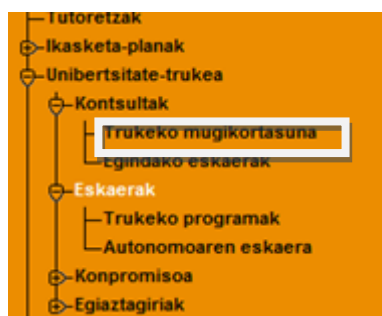 Tutoretzak
Ikasketa-planak
Unibertsitate-trukea
Kontsultak
Trukeko mugikortasuna
Egindako eskaerak
Eskaerak
Trukeko programak
Autonomoaren eskaera
Konpromisoa
Egiaztagiriak